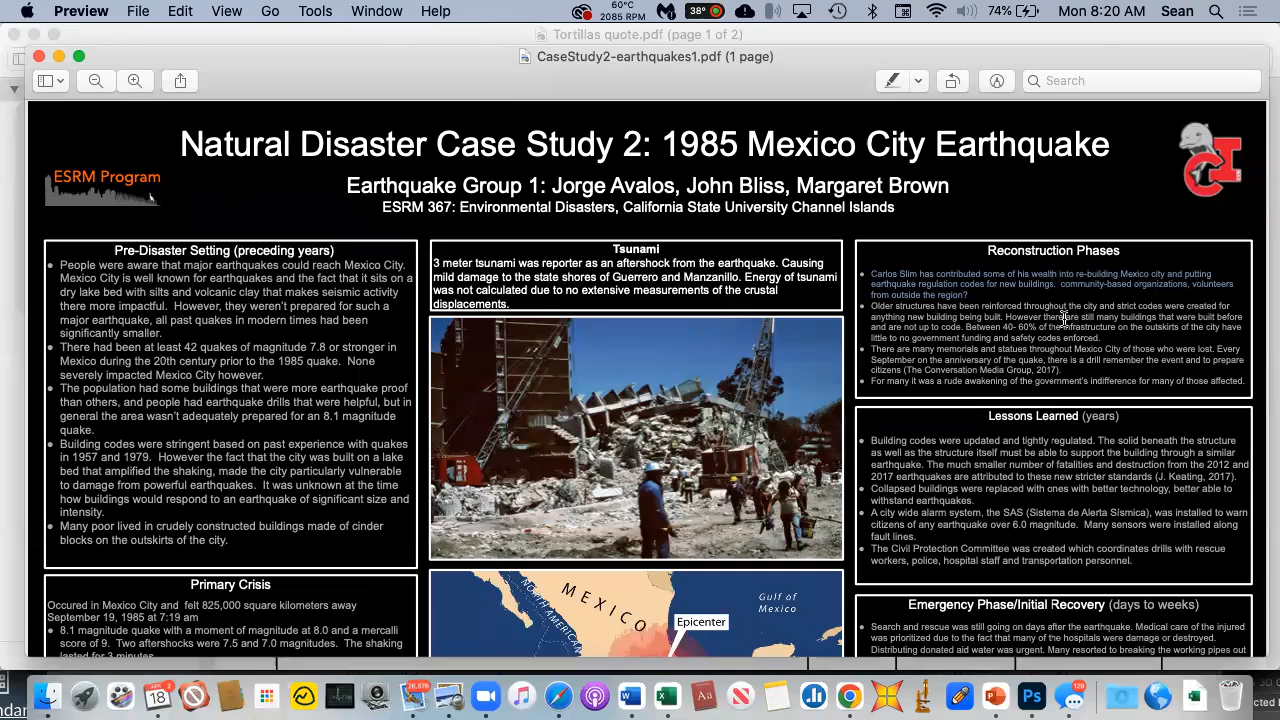 Preview File Edit View Go Tools Window Help
60°C
2085 RPM
38°
74%
Mon 8:20 AM Sean
Tortillas quote.pdf (page 1 of 2)
CaseStudy2-earthquakes1.pdf (1 page)
Search
Natural Disaster Case Study 2: 1985 Mexico City Earthquake
ESRM Program
CI
Earthquake Group 1: Jorge Avalos, John Bliss, Margaret Brown
ESRM 367: Environmental Disasters, California State University Channel Islands
Pre-Disaster Setting (preceding years)
• People were aware that major earthquakes could reach Mexico City.
Mexico City is well known for earthquakes and the fact that it sits on a
dry lake bed with silts and volcanic clay that makes seismic activity
there more impactful. However, they weren't prepared for such a
major earthquake, all past quakes in modern times had been
significantly smaller.
• There had been at least 42 quakes of magnitude 7.8 or stronger in
Mexico during the 20th century prior to the 1985 quake. None
severely impacted Mexico City however.
• The population had some buildings that were more earthquake proof
than others, and people had earthquake drills that were helpful, but in
general the area wasn't adequately prepared for an 8.1 magnitude
quake.
• Building codes were stringent based on past experience with quakes
in 1957 and 1979. However the fact that the city was built on a lake
bed that amplified the shaking, made the city particularly vulnerable
to damage from powerful earthquakes. It was unknown at the time
how buildings would respond to an earthquake of significant size and
intensity.
• Many poor lived in crudely constructed buildings made of cinder
blocks on the outskirts of the city.
Primary Crisis
Occured in Mexico City and felt 825,000 square kilometers away
September 19, 1985 at 7:19 am
• 8.1 magnitude quake with a moment of magnitude at 8.0 and a mercalli
score of 9. Two aftershocks were 7.5 and 7.0 magnitudes. The shaking
lasted for 3 minutes
Tsunami
3 meter tsunami was reporter as an aftershock from the earthquake. Causing
mild damage to the state shores of Guerrero and Manzanillo. Energy of tsunami
was not calculated due to no extensive measurements of the crustal
displacements.
MEXICO
NORTH AMERICAN
Gulf of
Mexico
Epicenter
Reconstruction Phases
• Carlos Slim has contributed some of his wealth into re-building Mexico city and putting
earthquake regulation codes for new buildings. community-based organizations, volunteers
from outside the region?
• Older structures have been reinforced throughout the city and strict codes were created for
anything new building being built. However there are still many buildings that were built before
and are not up to code. Between 40- 60% of the infrastructure on the outskirts of the city have
little to no government funding and safety codes enforced.
• There are many memorials and statues throughout Mexico City of those who were lost. Every
September on the anniversary of the quake, there is a drill remember the event and to prepare
citizens (The Conversation Media Group, 2017).
• For many it was a rude awakening of the government's indifference for many of those affected.
Lessons Learned (years)
• Building codes were updated and tightly regulated. The solid beneath the structure
as well as the structure itself must be able to support the building through a similar
earthquake. The much smaller number of fatalities and destruction from the 2012 and
2017 earthquakes are attributed to these new stricter standards (J. Keating, 2017).
• Collapsed buildings were replaced with ones with better technology, better able to
withstand earthquakes.
• A city wide alarm system, the SAS (Sistema de Alerta Sísmica), was installed to warn
citizens of any earthquake over 6.0 magnitude. Many sensors were installed along
fault lines.
• The Civil Protection Committee was created which coordinates drills with rescue
workers, police, hospital staff and transportation personnel.
Emergency Phase/Initial Recovery (days to weeks)
• Search and rescue was still going on days after the earthquake. Medical care of the injured
was prioritized due to the fact that many of the hospitals were damage or destroyed.
Distributing donated aid water was urgent. Many resorted to breaking the working pipes out